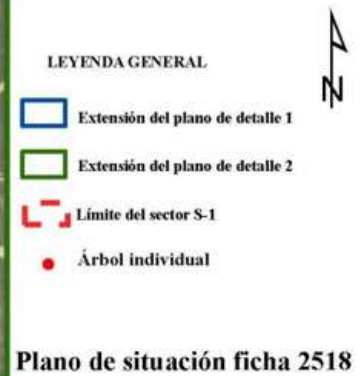 N
LEYENDA GENERAL
Extensión del plano de detalle 1
Extensión del plano de detalle 2
Límite del sector S-1
Árbol individual
Plano de situación ficha 2518